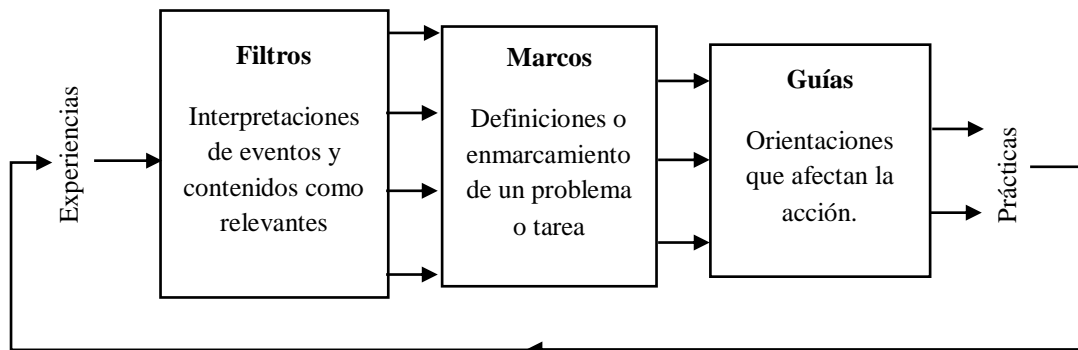 Experiencias
Filtros
Interpretaciones
de eventos y
contenidos como
relevantes
Marcos
Definiciones o
enmarcamiento
de un problema
o tarea
Guías
Orientaciones
que afectan la
acción.
Prácticas